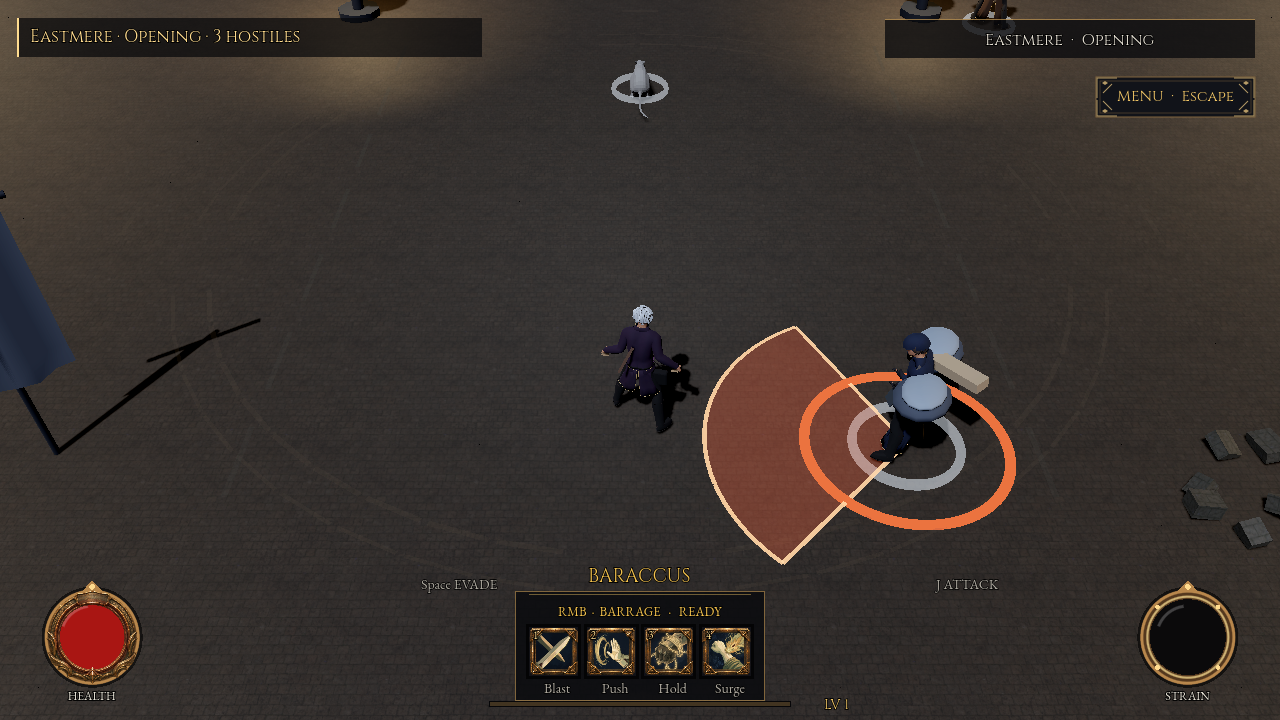 Eastmere · Opening · 3 hostiles
Eastmere · Opening
MENU · Escape
Space EVADE
BARACCUS
J ATTACK
RMB · BARRAGE · READY
1 2 3 4
Blast Push Hold Surge
HEALTH
STRAIN
LV 1